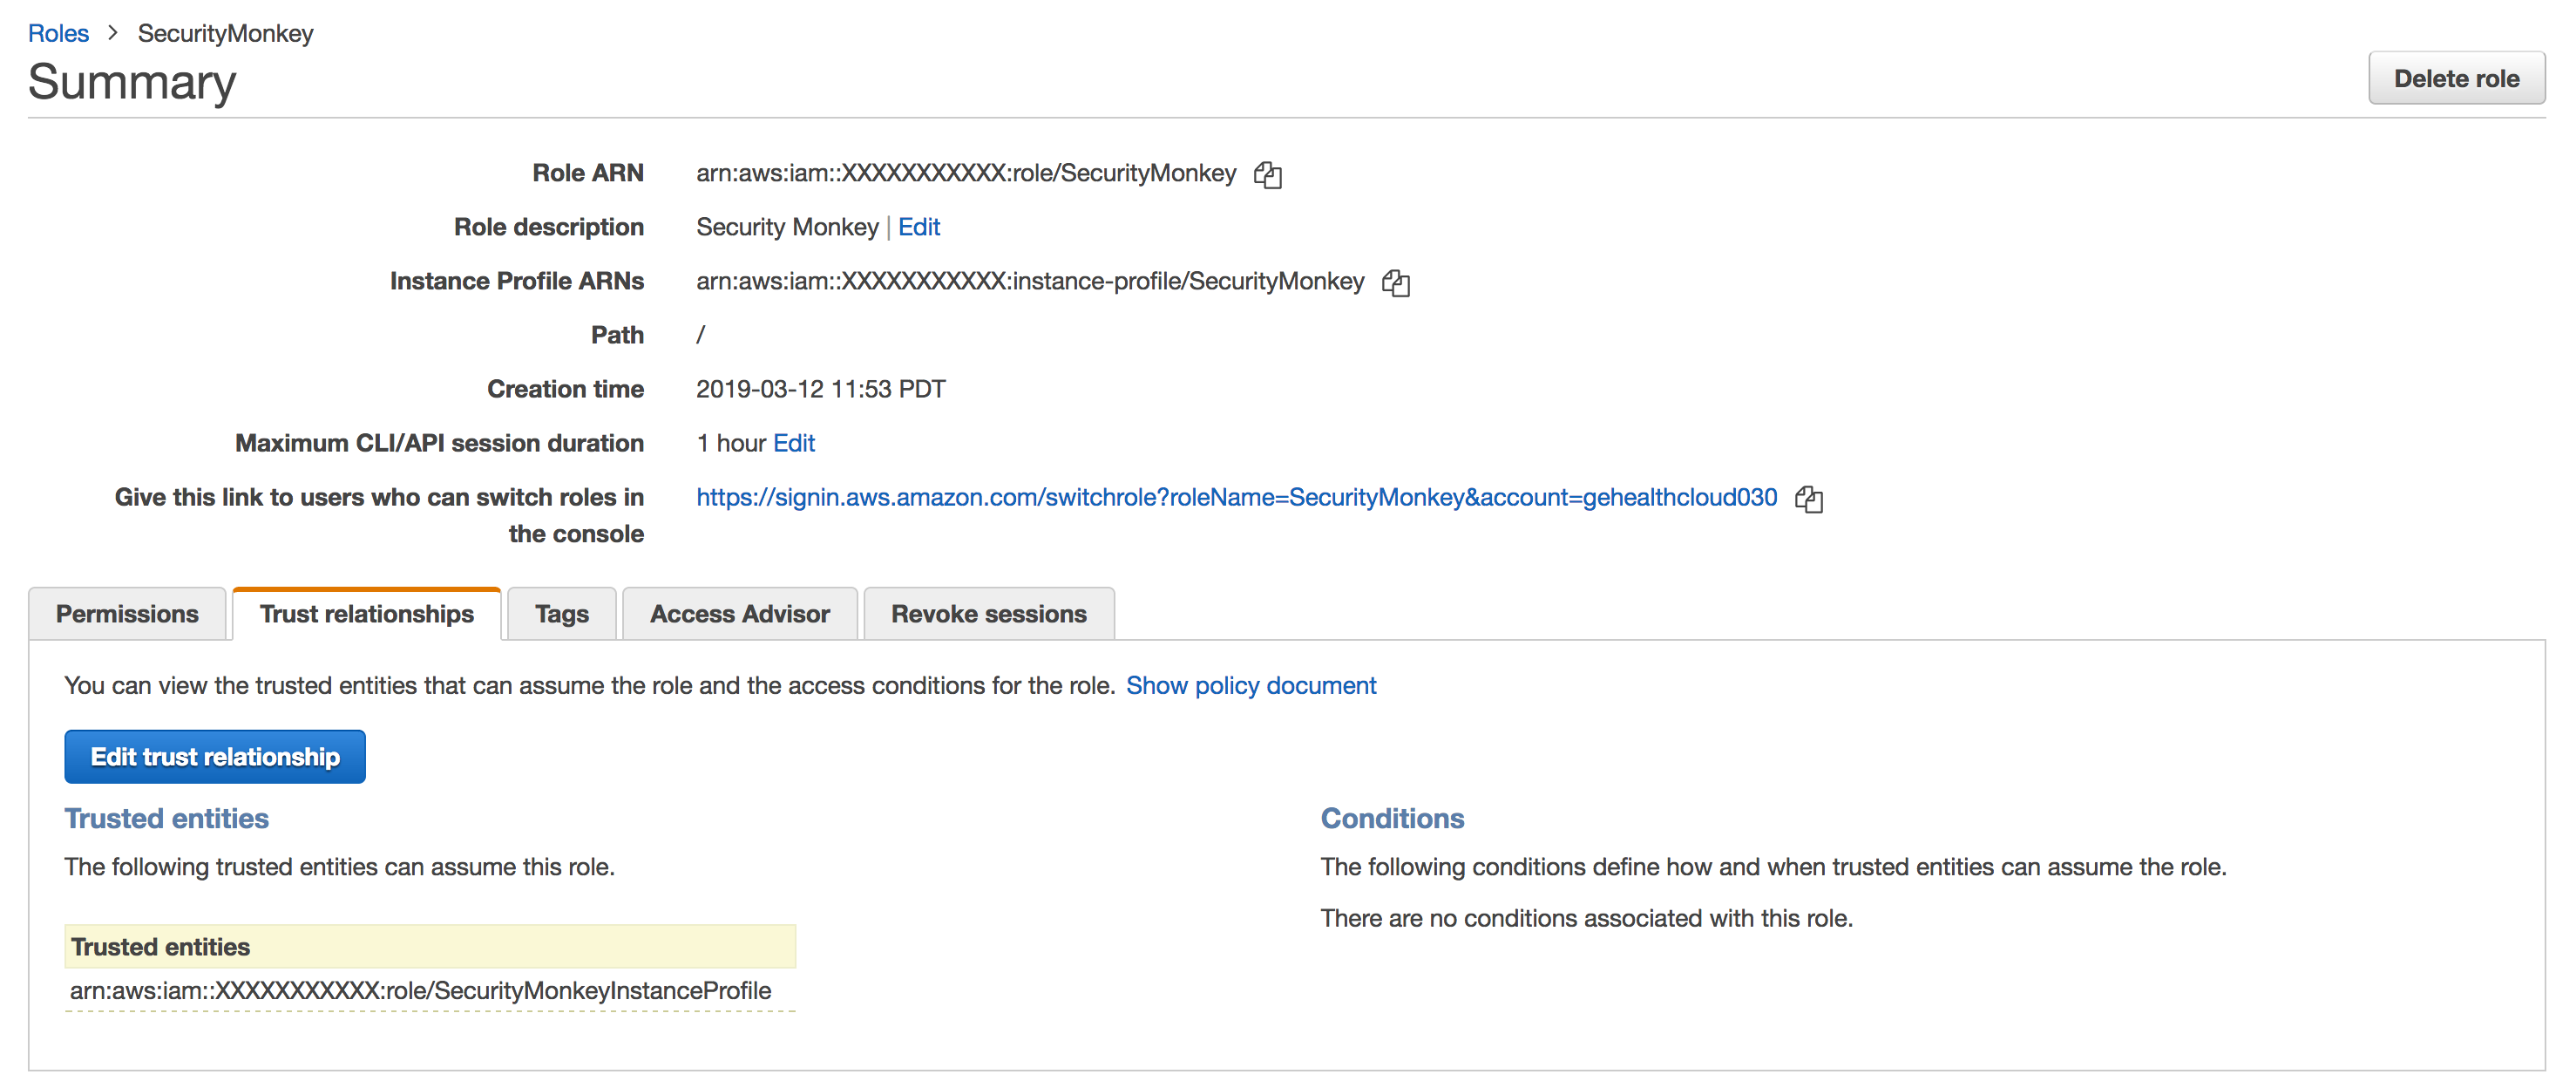 Roles > SecurityMonkey
Summary
Delete role
Role ARN arn:aws:iam::XXXXXXXXXXX:role/SecurityMonkey
Role description Security Monkey | Edit
Instance Profile ARNs arn:aws:iam::XXXXXXXXXXX:instance-profile/SecurityMonkey
Path /
Creation time 2019-03-12 11:53 PDT
Maximum CLI/API session duration 1 hour Edit
Give this link to users who can switch roles in https://signin.aws.amazon.com/switchrole?roleName=SecurityMonkey&account=gehealthcloud030
the console
Permissions Trust relationships Tags Access Advisor Revoke sessions
You can view the trusted entities that can assume the role and the access conditions for the role. Show policy document
Edit trust relationship
Trusted entities
The following trusted entities can assume this role.
Trusted entities
arn:aws:iam::XXXXXXXXXXX:role/SecurityMonkeyInstanceProfile
Conditions
The following conditions define how and when trusted entities can assume the role.
There are no conditions associated with this role.